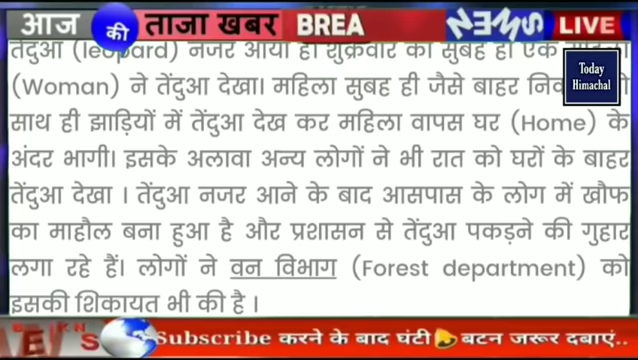 आज की ताजा खबर BREA NEWS LIVE
तेंदुआ (leopard) नजर आया है। शुक्रवार को सुबह ही एक
Today
Himachal
(Woman) ने तेंदुआ देखा। महिला सुबह ही जैसे बाहर
साथ ही झाड़ियों में तेंदुआ देख कर महिला वापस घर (Home) के
अंदर भागी। इसके अलावा अन्य लोगों ने भी रात को घरों के बाहर
तेंदुआ देखा । तेंदुआ नजर आने के बाद आसपास के लोग में खौफ
का माहौल बना हुआ है और प्रशासन से तेंदुआ पकड़ने की गुहार
लगा रहे हैं। लोगों ने वन विभाग (Forest department) को
इसकी शिकायत भी की है ।
Subscribe करने के बाद घंटी बटन जरूर दबाएं..